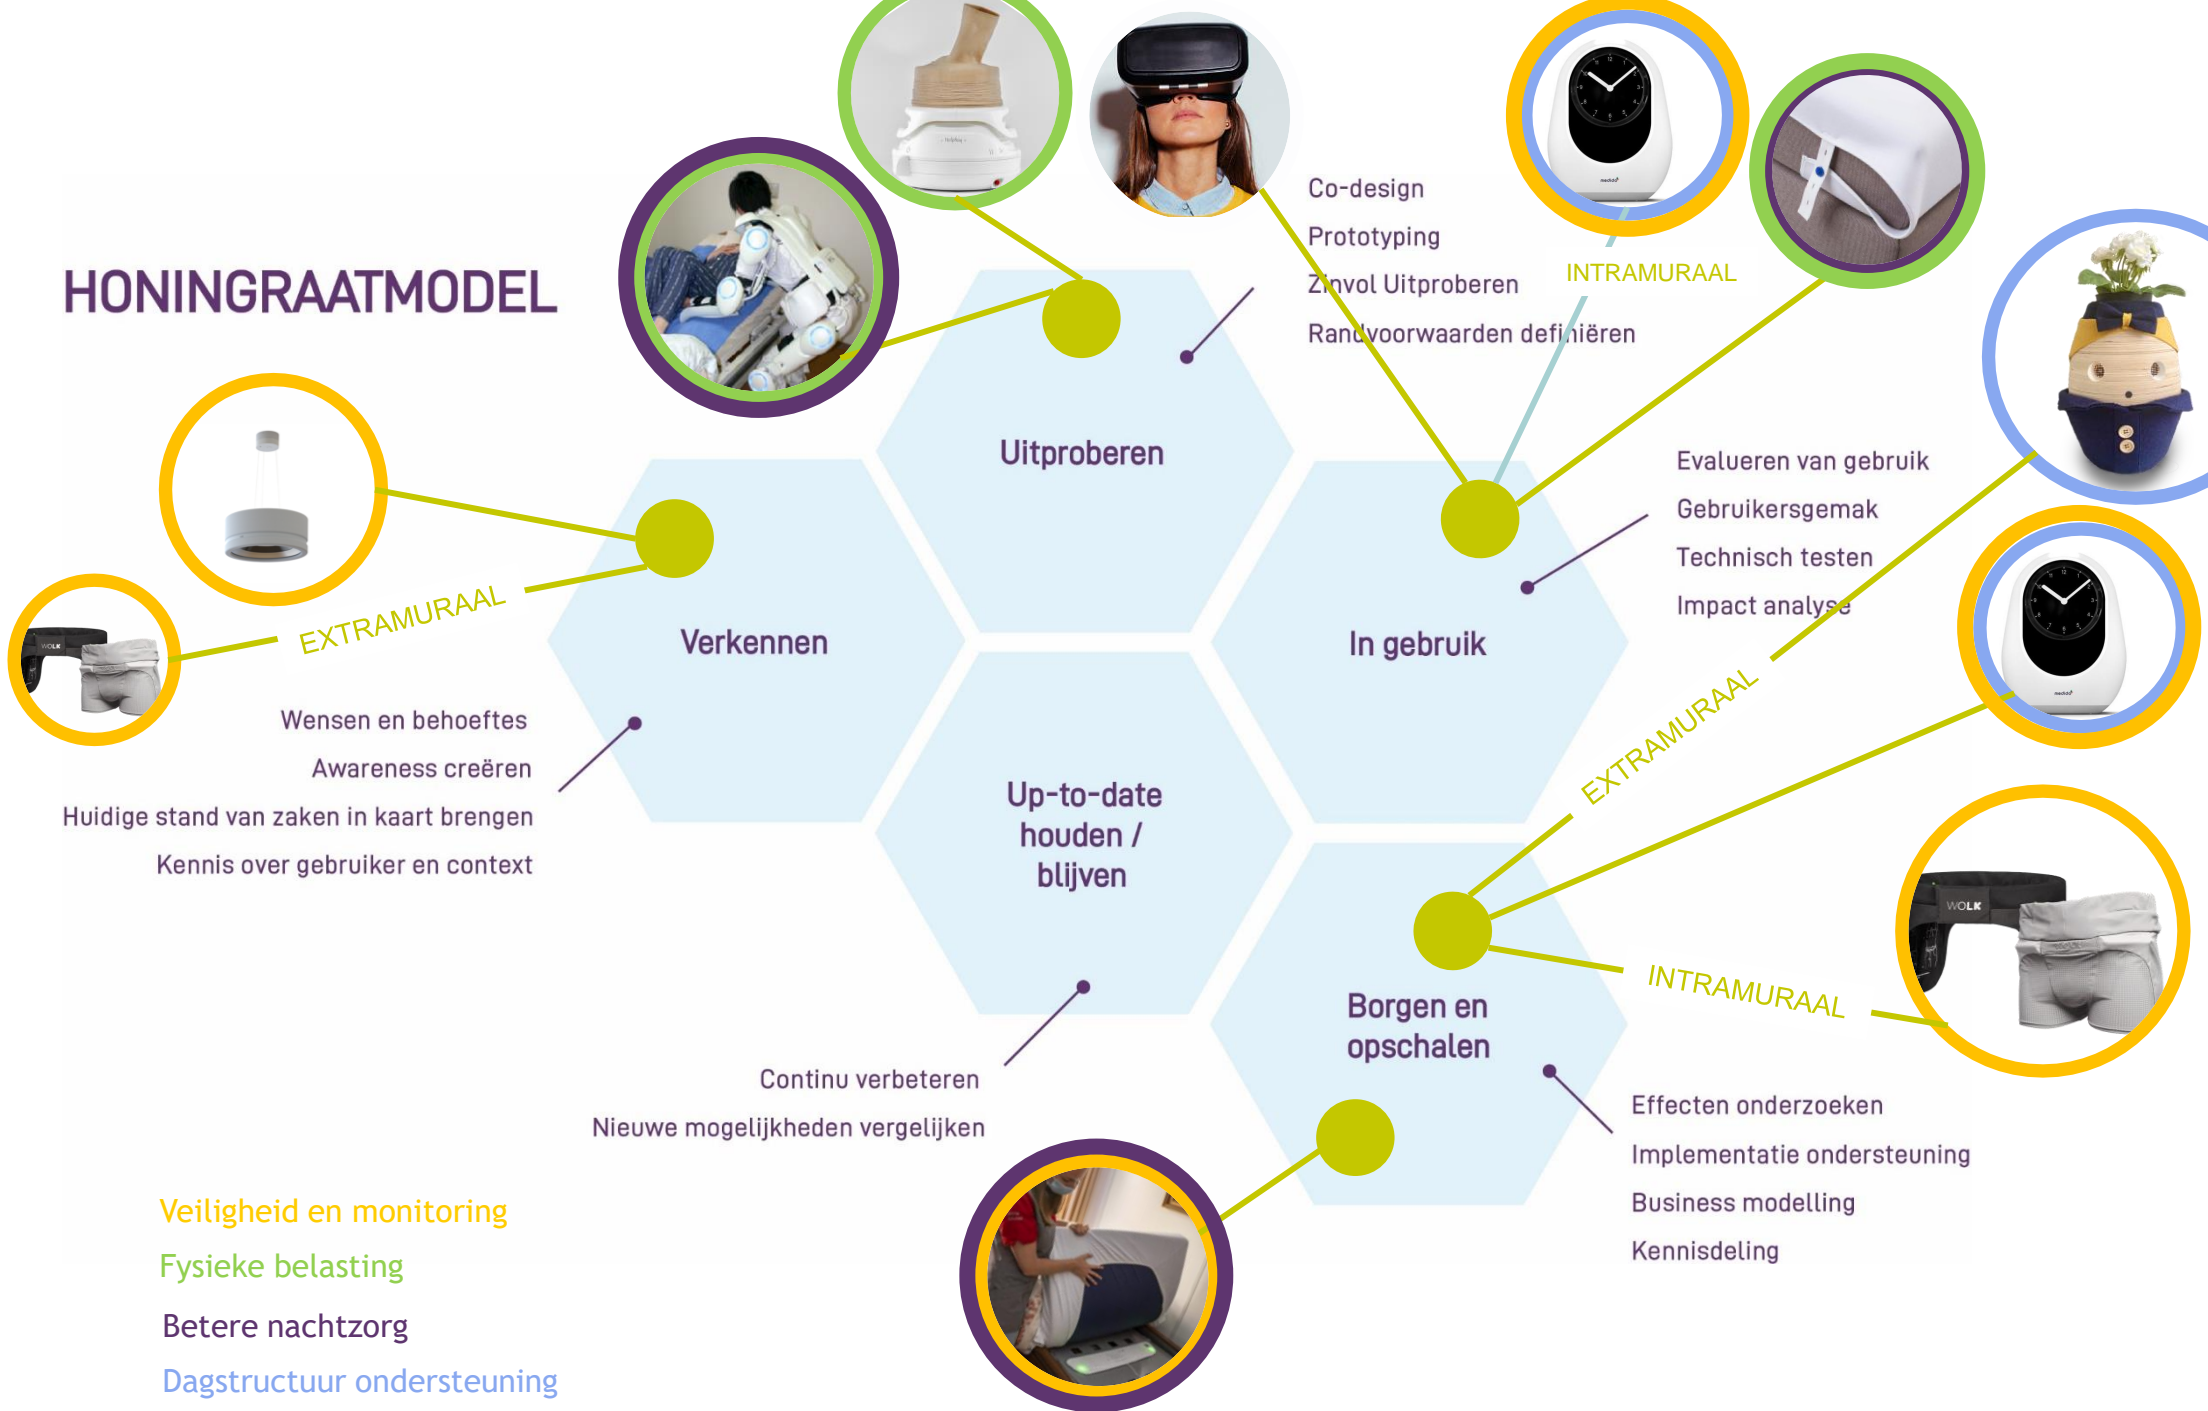 HONINGRAATMODEL
Co-design
Prototyping
Zinvol Uitproberen
Randvoorwaarden definiëren
INTRAMURAAL
Uitproberen
Evalueren van gebruik
Gebruikersgemak
Technisch testen
Impact analyse
In gebruik
Verkennen
EXTRAMURAAL
WOLK
Wensen en behoeftes
Awareness creëren
Huidige stand van zaken in kaart brengen
Kennis over gebruiker en context
Up-to-date
houden /
blijven
EXTRAMURAAL
WOLK
INTRAMURAAL
Borgen en
opschalen
Continu verbeteren
Nieuwe mogelijkheden vergelijken
Effecten onderzoeken
Implementatie ondersteuning
Business modelling
Kennisdeling
Veiligheid en monitoring
Fysieke belasting
Betere nachtzorg
Dagstructuur ondersteuning